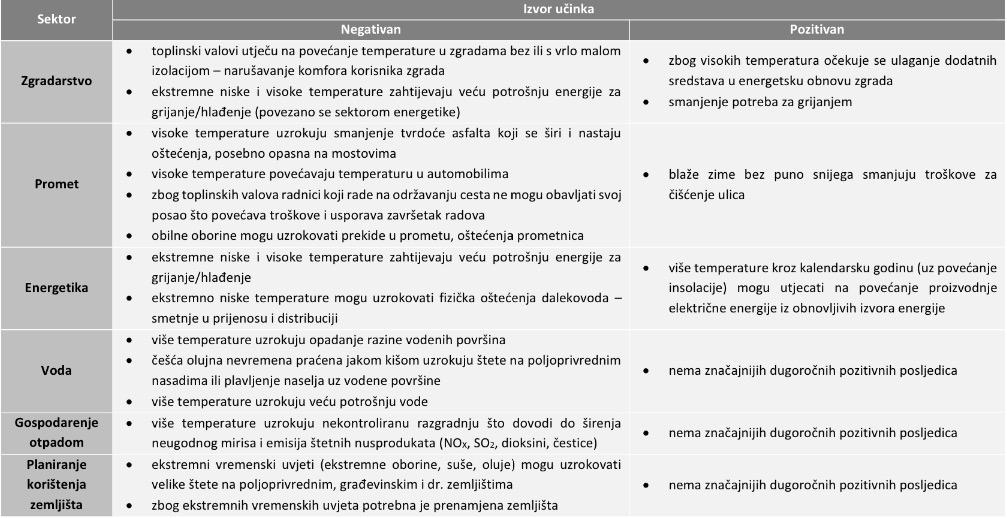 Sektor
Izvor učinka
Negativan
Pozitivan
Zgradarstvo
• toplinski valovi utječu na povećanje temperature u zgradama bez ili s vrlo malom
izolacijom – narušavanje komfora korisnika zgrada
• ekstremne niske i visoke temperature zahtijevaju veću potrošnju energije za
grijanje/hlađenje (povezano se sektorom energetike)
• zbog visokih temperatura očekuje se ulaganje dodatnih
sredstava u energetsku obnovu zgrada
• smanjenje potreba za grijanjem
Promet
• visoke temperature uzrokuju smanjenje tvrdoće asfalta koji se širi i nastaju
oštećenja, posebno opasna na mostovima
• visoke temperature povećavaju temperaturu u automobilima
• zbog toplinskih valova radnici koji rade na održavanju cesta ne mogu obavljati svoj
posao što povećava troškove i usporava završetak radova
• obilne oborine mogu uzrokovati prekide u prometu, oštećenja prometnica
• blaže zime bez puno snijega smanjuju troškove za
čišćenje ulica
Energetika
• ekstremne niske i visoke temperature zahtijevaju veću potrošnju energije za
grijanje/hlađenje
• ekstremno niske temperature mogu uzrokovati fizička oštećenja dalekovoda –
smetnje u prijenosu i distribuciji
• više temperature kroz kalendarsku godinu (uz povećanje
insolacije) mogu utjecati na povećanje proizvodnje
električne energije iz obnovljivih izvora energije
Voda
• više temperature uzrokuju opadanje razine vodenih površina
• češća olujna nevremena praćena jakom kišom uzrokuju štete na poljoprivrednim
nasadima ili plavljenje naselja uz vodene površine
• više temperature uzrokuju veću potrošnju vode
• nema značajnijih dugoročnih pozitivnih posljedica
Gospodarenje
otpadom
• više temperature uzrokuju nekontroliranu razgradnju što dovodi do širenja
neugodnog mirisa i emisija štetnih nusprodukata (NOx, SO₂, dioksini, čestice)
• nema značajnijih dugoročnih pozitivnih posljedica
Planiranje
korištenja
zemljišta
• ekstremni vremenski uvjeti (ekstremne oborine, suše, oluje) mogu uzrokovati
velike štete na poljoprivrednim, građevinskim i dr. zemljištima
• zbog ekstremnih vremenskih uvjeta potrebna je prenamjena zemljišta
• nema značajnijih dugoročnih pozitivnih posljedica